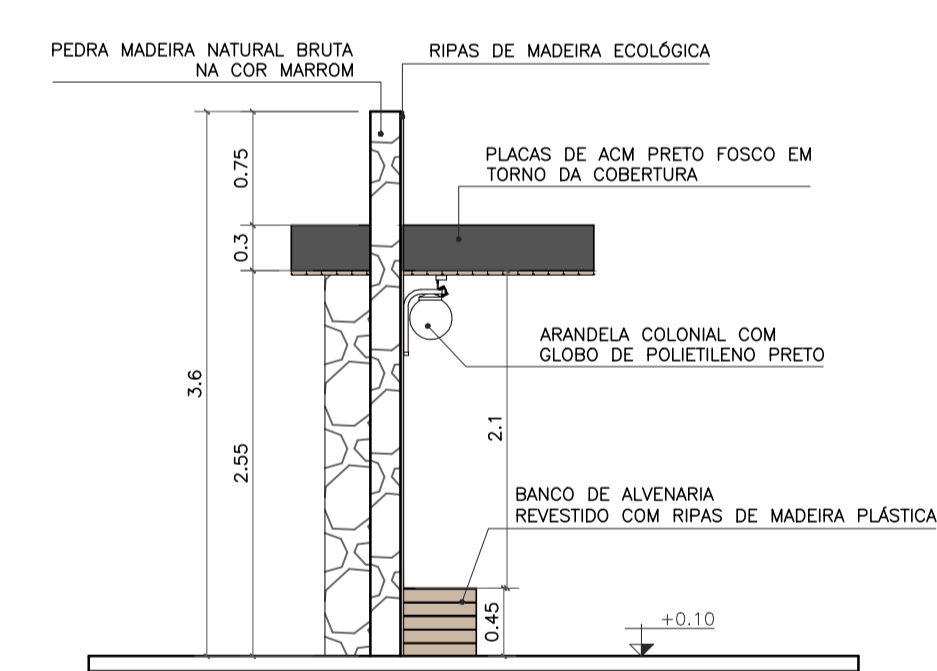 PEDRA MADEIRA NATURAL BRUTA
NA COR MARROM
RIPAS DE MADEIRA ECOLÓGICA
PLACAS DE ACM PRETO FOSCO EM
TORNO DA COBERTURA
0.75
0.3
3.6
2.55
ARANDELA COLONIAL COM
GLOBO DE POLIETILENO PRETO
2.1
BANCO DE ALVENARIA
REVESTIDO COM RIPAS DE MADEIRA PLÁSTICA
0.45
+0.10